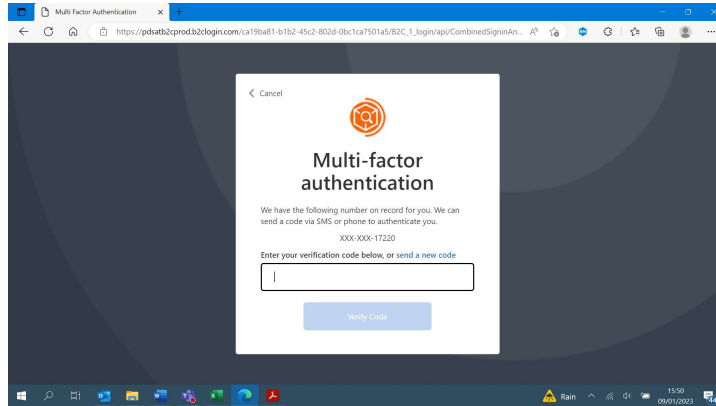 Multi Factor Authentication
https://pdsatb2cprod.b2clogin.com/ca19ba81-b1b2-45c2-802d-0bc1ca7501a5/B2C_1_login/api/CombinedSigninAn...
Cancel
Multi-factor
authentication
We have the following number on record for you. We can
send a code via SMS or phone to authenticate you.
XXX-XXX-17220
Enter your verification code below, or send a new code
Verify Code
Rain
15:50
09/01/2023
44